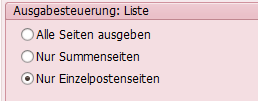 Ausgabesteuerung: Liste
Alle Seiten ausgeben
Nur Summenseiten
Nur Einzelpostenseiten